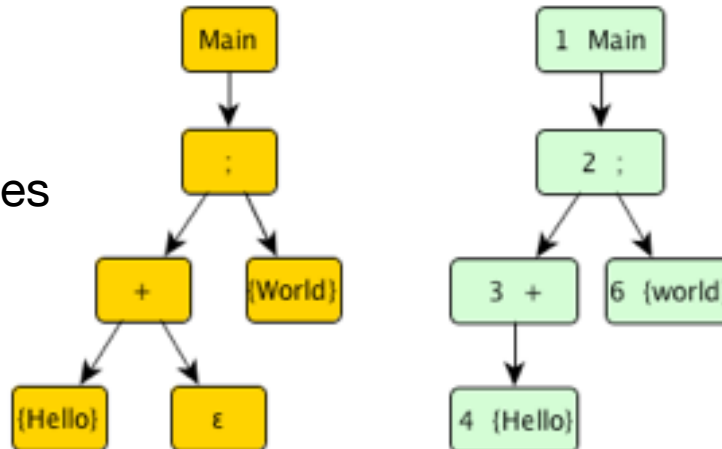 Main
1 Main
;
2 ;
es
+
{World}
3 +
6 {world
{Hello}
ε
4 {Hello}